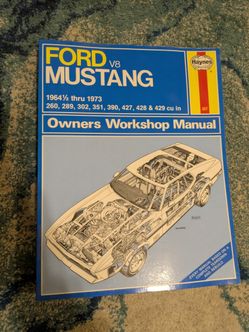 FORD V8
MUSTANG
Haynes
1964½ thru 1973
260, 289, 302, 351, 390, 427, 428 & 429 cu in
Owners Workshop Manual